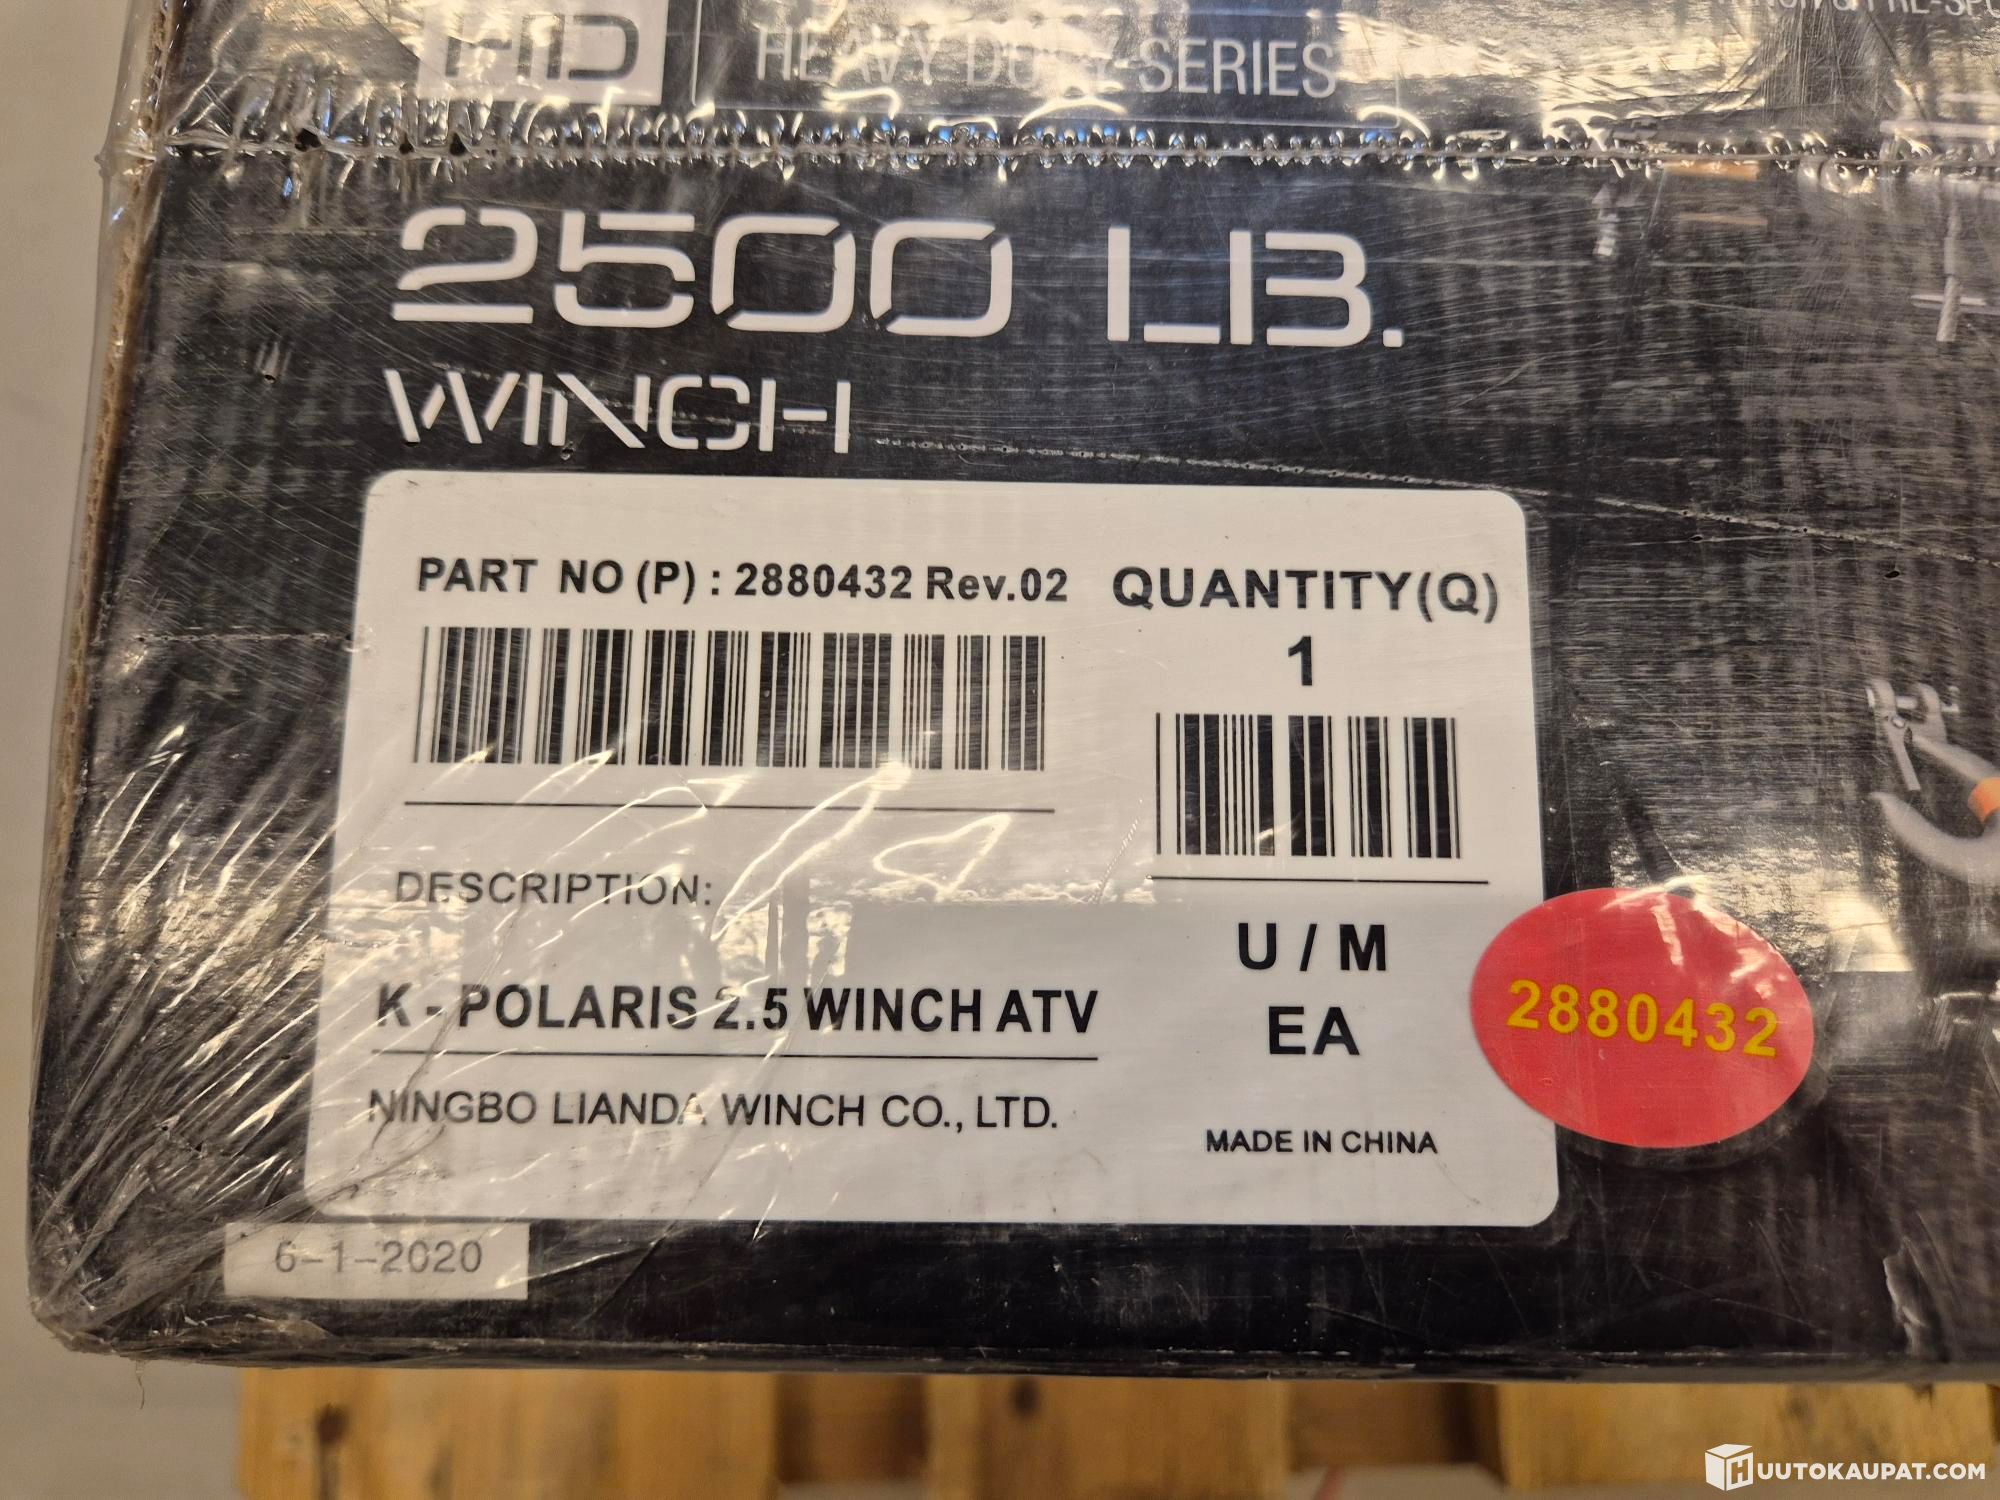 HD HEAVY DUTY SERIES
2500 LB.
WINCH
PART NO (P) : 2880432 Rev.02
QUANTITY(Q)
1
DESCRIPTION:
K - POLARIS 2.5 WINCH ATV
NINGBO LIANDA WINCH CO., LTD.
U / M
EA
MADE IN CHINA
2880432
6-1-2020
HUUTOKAUPAT.COM